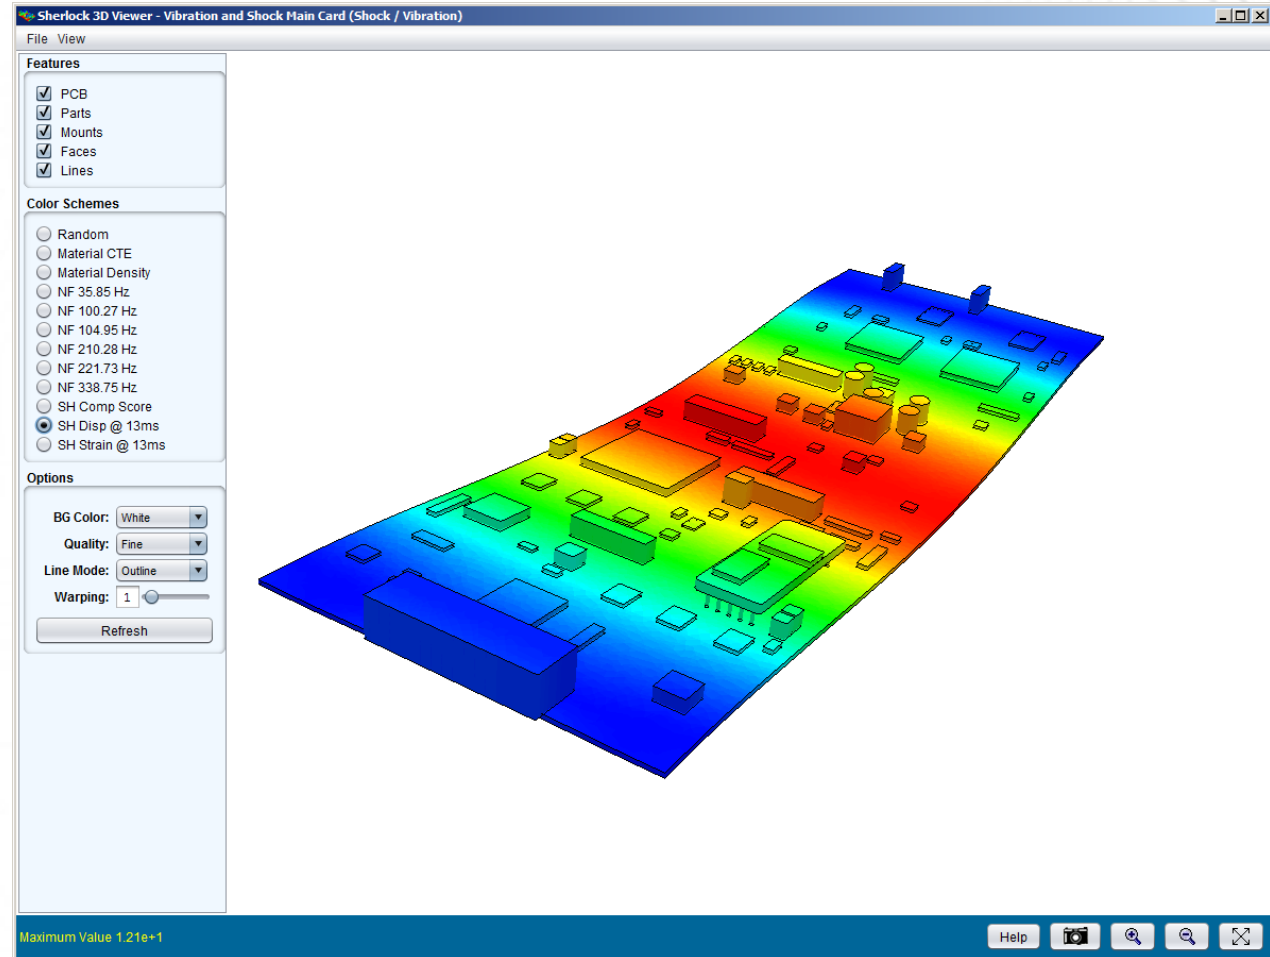 Sherlock 3D Viewer - Vibration and Shock Main Card (Shock / Vibration)
File View
Features
PCB
Parts
Mounts
Faces
Lines
Color Schemes
Random
Material CTE
Material Density
NF 35.85 Hz
NF 100.27 Hz
NF 104.95 Hz
NF 210.28 Hz
NF 221.73 Hz
NF 338.75 Hz
SH Comp Score
SH Disp @ 13ms
SH Strain @ 13ms
Options
BG Color: White
Quality: Fine
Line Mode: Outline
Warping: 1
Refresh
Maximum Value 1.21e+1
Help